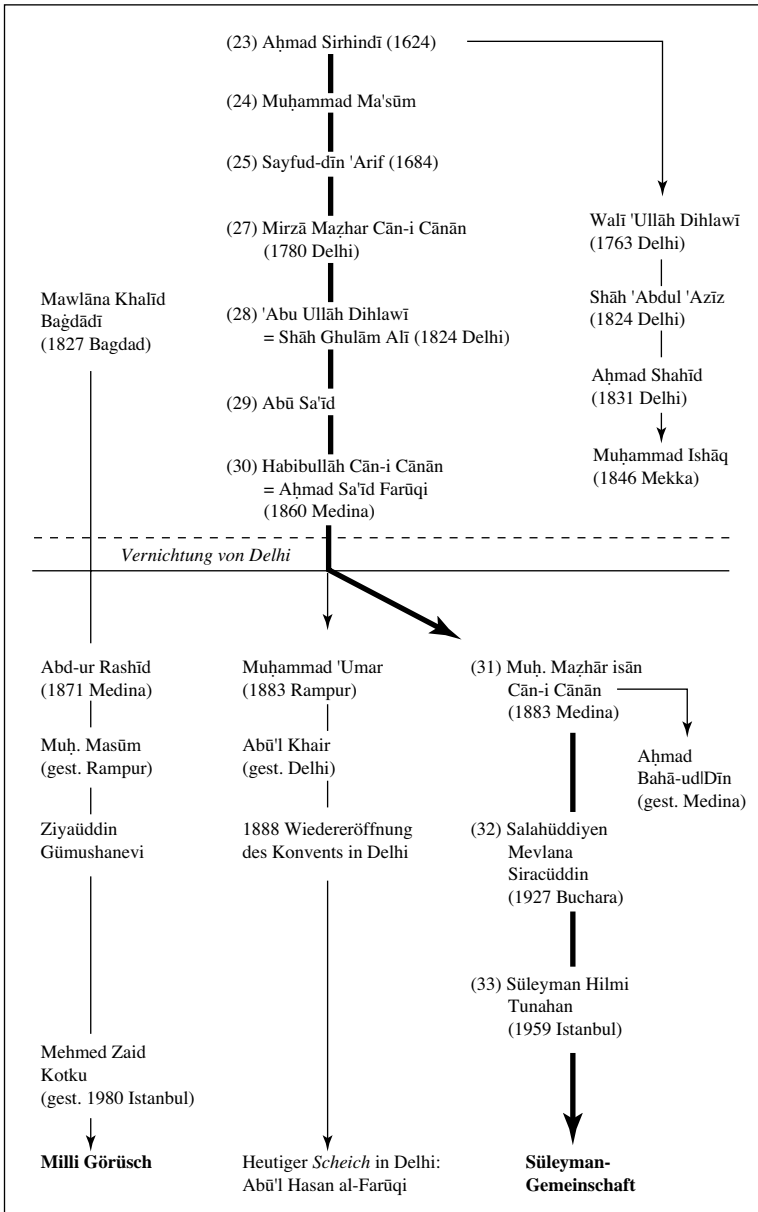 (23) Aḥmad Sirhindī (1624)
(24) Muḥammad Ma'sūm
(25) Sayfud-dīn 'Arif (1684)
(27) Mirzā Maẓhar Cān-i Cānān
(1780 Delhi)
(28) 'Abu Ullāh Dihlawī
= Shāh Ghulām Alī (1824 Delhi)
(29) Abū Sa'īd
(30) Habibullāh Cān-i Cānān
= Aḥmad Sa'īd Farūqi
(1860 Medina)
Walī 'Ullāh Dihlawī
(1763 Delhi)
Shāh 'Abdul 'Azīz
(1824 Delhi)
Aḥmad Shahīd
(1831 Delhi)
Muḥammad Ishāq
(1846 Mekka)
Mawlāna Khalīd
Baġdādī
(1827 Bagdad)
Vernichtung von Delhi
Abd-ur Rashīd
(1871 Medina)
Muḥ. Masūm
(gest. Rampur)
Ziyaüddin
Gümushanevi
Mehmed Zaid
Kotku
(gest. 1980 Istanbul)
Milli Görüsch
Muḥammad 'Umar
(1883 Rampur)
Abū'l Khair
(gest. Delhi)
1888 Wiedereröffnung
des Konvents in Delhi
Heutiger Scheich in Delhi:
Abū'l Hasan al-Farūqi
(31) Muḥ. Maẓhār isān
Cān-i Cānān
(1883 Medina)
Aḥmad
Bahā-ud|Dīn
(gest. Medina)
(32) Salahüddiyen
Mevlana
Siracüddin
(1927 Buchara)
(33) Süleyman Hilmi
Tunahan
(1959 Istanbul)
Süleyman-
Gemeinschaft